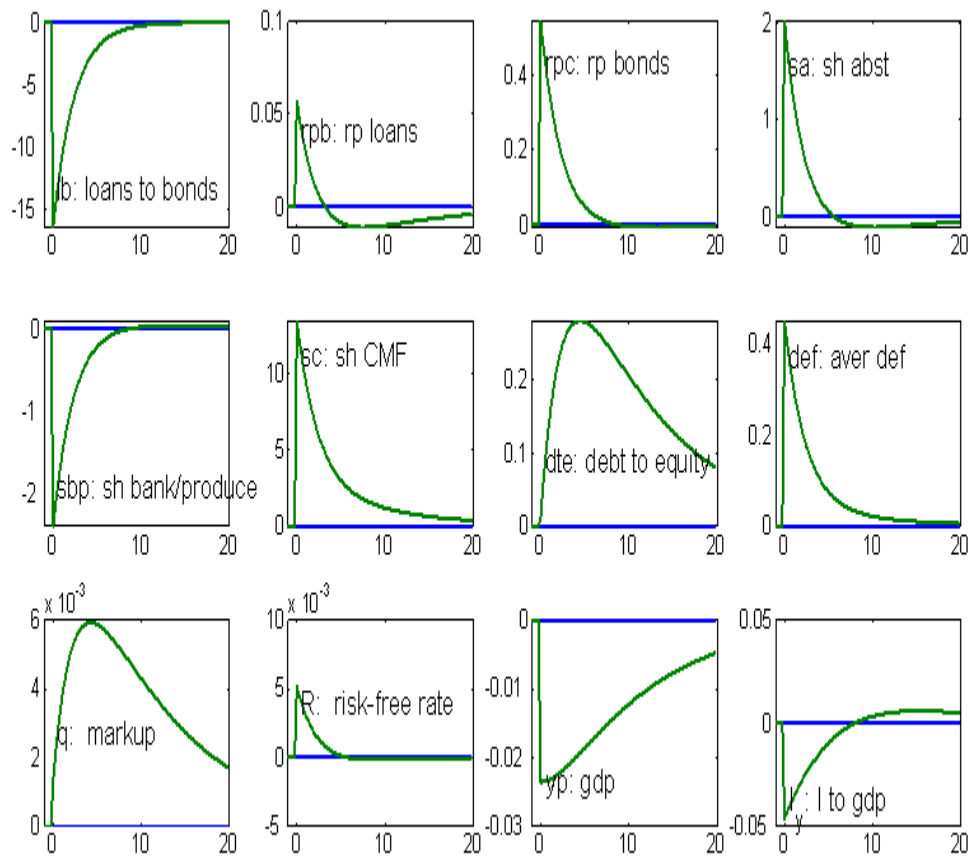 0
-5
-10
-15
0 10 20
lb: loans to bonds
0.1
0.05
0
0 10 20
rpb: rp loans
0.4
0.2
0
0 10 20
rpc: rp bonds
2
1
0
0 10 20
sa: sh abst
0
-1
-2
0 10 20
sbp: sh bank/produce
10
5
0
0 10 20
sc: sh CMF
0.2
0.1
0
0 10 20
dte: debt to equity
0.4
0.2
0
0 10 20
def: aver def
x 10⁻³
6
4
2
0
0 10 20
q: markup
x 10⁻³
10
5
0
-5
0 10 20
R: risk-free rate
0
-0.01
-0.02
-0.03
0 10 20
yp: gdp
0.05
0
-0.05
0 10 20
I_y: I to gdp